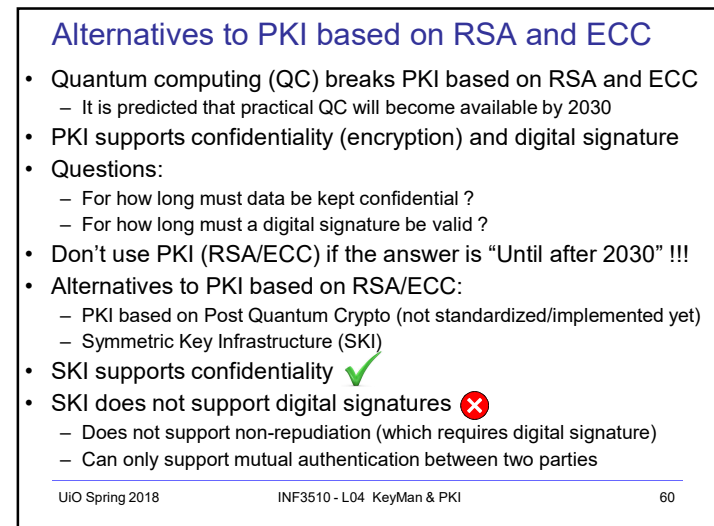 Alternatives to PKI based on RSA and ECC
• Quantum computing (QC) breaks PKI based on RSA and ECC
– It is predicted that practical QC will become available by 2030
• PKI supports confidentiality (encryption) and digital signature
• Questions:
– For how long must data be kept confidential ?
– For how long must a digital signature be valid ?
• Don’t use PKI (RSA/ECC) if the answer is “Until after 2030” !!!
• Alternatives to PKI based on RSA/ECC:
– PKI based on Post Quantum Crypto (not standardized/implemented yet)
– Symmetric Key Infrastructure (SKI)
• SKI supports confidentiality
• SKI does not support digital signatures
– Does not support non-repudiation (which requires digital signature)
– Can only support mutual authentication between two parties
UiO Spring 2018 INF3510 - L04 KeyMan & PKI 60